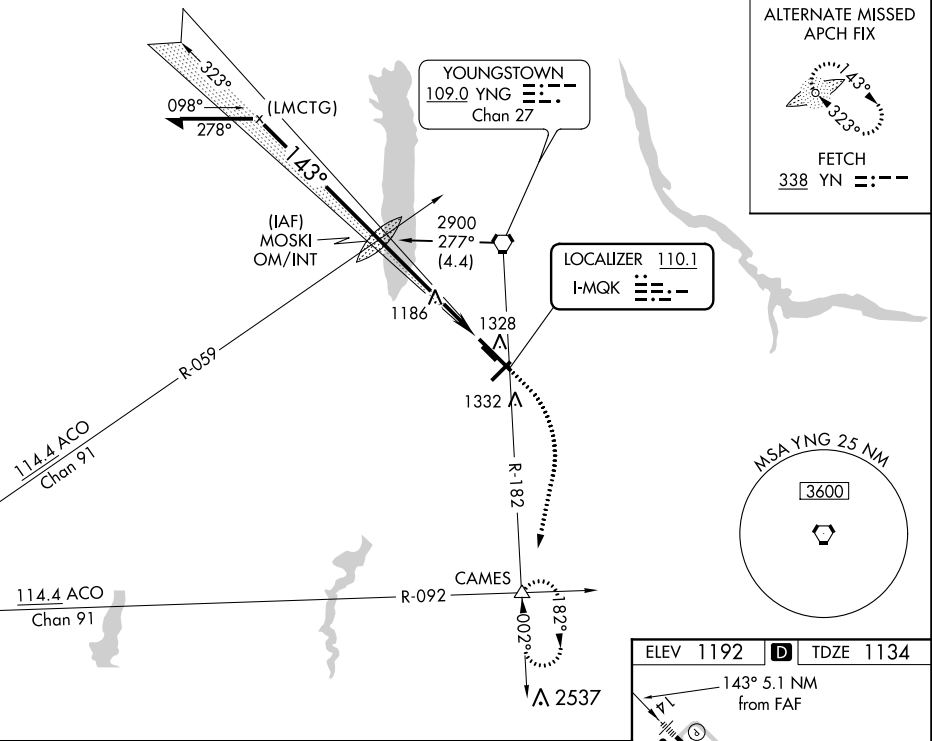 ALTERNATE MISSED
APCH FIX
143°
323°
FETCH
338 YN
YOUNGSTOWN
109.0 YNG
Chan 27
323°
098°
(LMCTG)
278°
143°
(IAF)
MOSKI
OM/INT
2900
277°
(4.4)
LOCALIZER 110.1
I-MQK
1186
1328
1332
R-059
114.4 ACO
Chan 91
R-182
MSA YNG 25 NM
3600
CAMES
114.4 ACO
Chan 91
R-092
002°
182°
2537
ELEV 1192 D TDZE 1134
143° 5.1 NM
from FAF
14
P